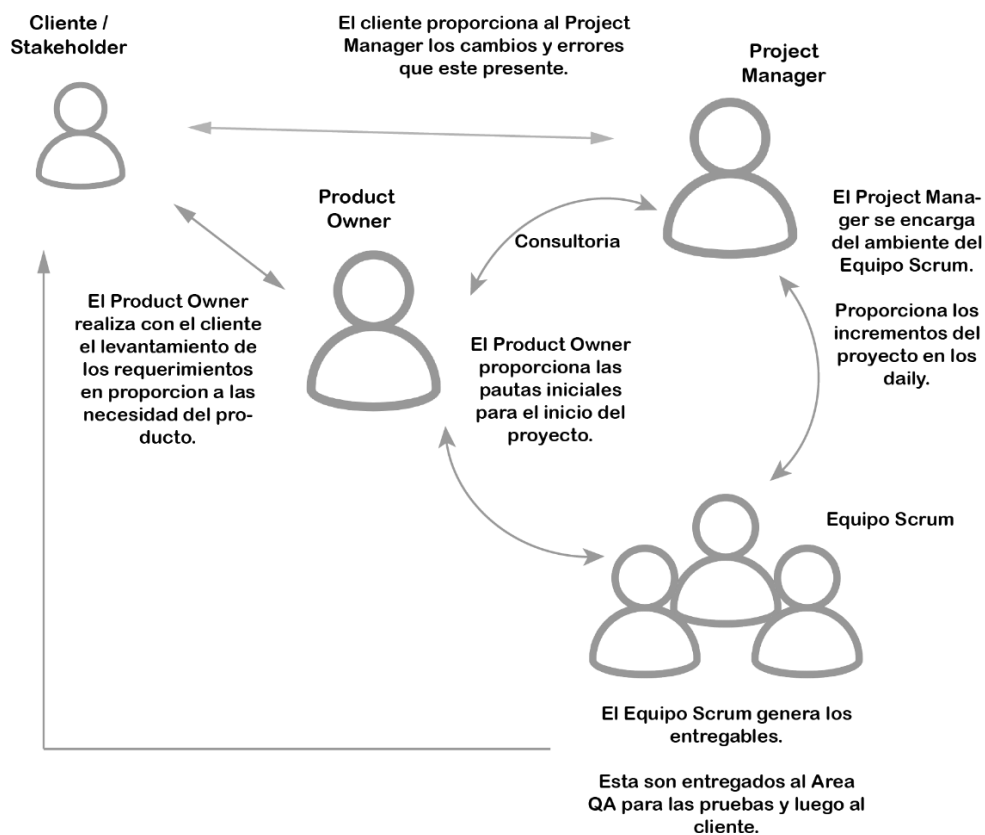 Cliente /
Stakeholder
El cliente proporciona al Project
Manager los cambios y errores
que este presente.
Project
Manager
Product
Owner
Consultoria
El Project Mana-
ger se encarga
del ambiente del
Equipo Scrum.
Proporciona los
incrementos del
proyecto en los
daily.
El Product Owner
realiza con el cliente
el levantamiento de
los requerimientos
en proporcion a las
necesidad del pro-
ducto.
El Product Owner
proporciona las
pautas iniciales
para el inicio del
proyecto.
Equipo Scrum
El Equipo Scrum genera los
entregables.
Esta son entregados al Area
QA para las pruebas y luego al
cliente.